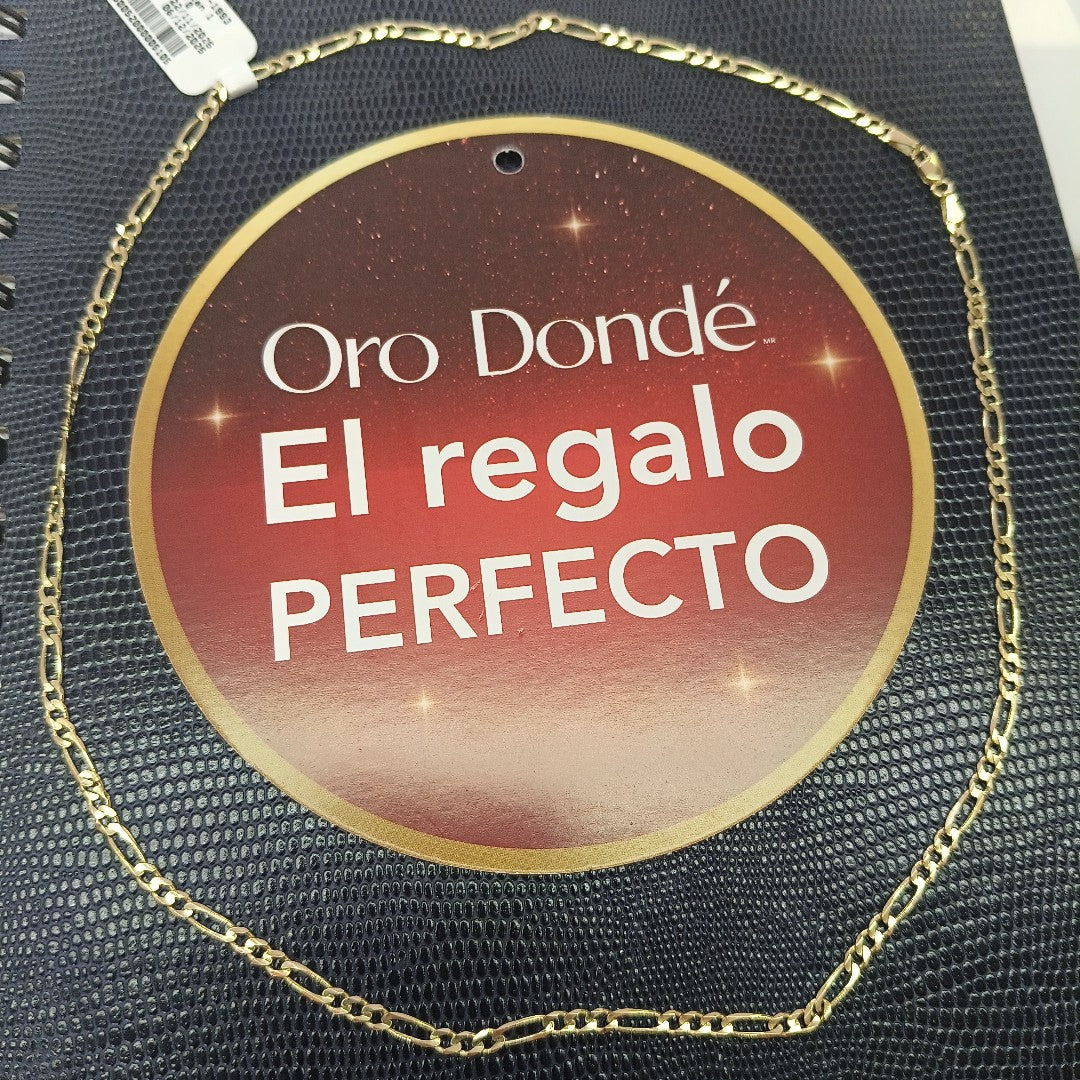 Oro Dondé MR
El regalo
PERFECTO